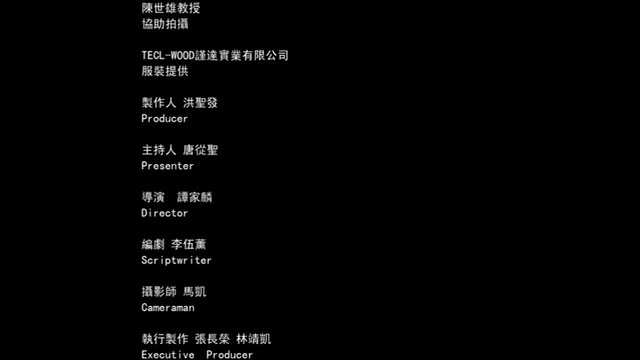 陳世雄教授
協助拍攝
TECL-WOOD謹達實業有限公司
服裝提供
製作人 洪聖發
Producer
主持人 唐從聖
Presenter
導演　譚家麟
Director
編劇 李伍薰
Scriptwriter
攝影師 馬凱
Cameraman
執行製作 張長榮 林靖凱
Executive  Producer